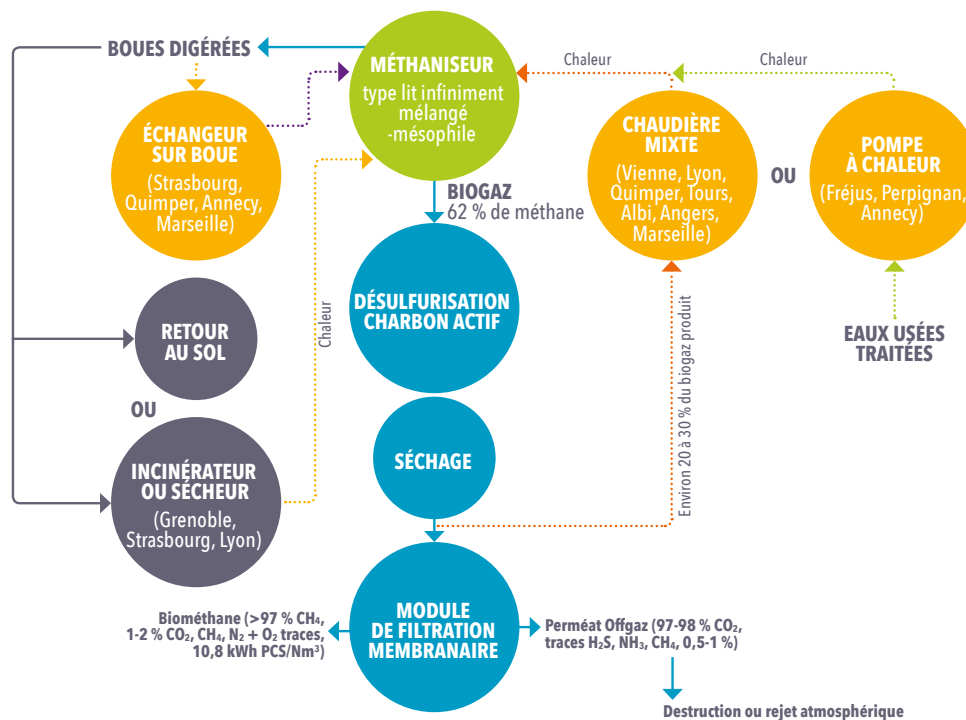 BOUES DIGÉRÉES
MÉTHANISEUR
type lit infiniment
mélangé
-mésophile
Chaleur
Chaleur
ÉCHANGEUR
SUR BOUE
(Strasbourg,
Quimper, Annecy,
Marseille)
CHAUDIÈRE
MIXTE
(Vienne, Lyon,
Quimper, Tours,
Albi, Angers,
Marseille)
OU
POMPE
À CHALEUR
(Fréjus, Perpignan,
Annecy)
BIOGAZ
62 % de méthane
DÉSULFURISATION
CHARBON ACTIF
Chaleur
RETOUR
AU SOL
EAUX USÉES
TRAITÉES
OU
Environ 20 à 30 % du biogaz produit
SÉCHAGE
INCINÉRATEUR
OU SÉCHEUR
(Grenoble,
Strasbourg, Lyon)
MODULE
DE FILTRATION
MEMBRANAIRE
Biométhane (>97 % CH₄,
1-2 % CO₂, CH₄, N₂ + O₂ traces,
10,8 kWh PCS/Nm³)
Perméat Offgaz (97-98 % CO₂,
traces H₂S, NH₃, CH₄, 0,5-1 %)
Destruction ou rejet atmosphérique